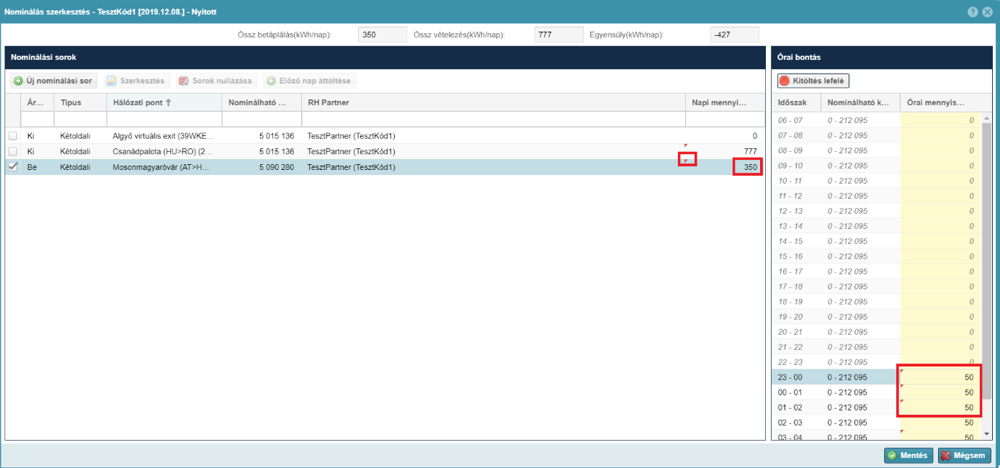 Nominálás szerkesztés - TesztKód1 [2019.12.08.] - Nyitott
Össz betáplálás(kWh/nap): 350 Össz vételezés(kWh/nap): 777 Egyensúly(kWh/nap): -427
Nominálási sorok
Új nominálási sor Szerkesztés Sorok nullázása Előző nap áttöltése
Ár... Típus Hálózati pont Nominálható ... RH Partner Napi mennyi...
Ki Kétoldali Algyő virtuális exit (39WKE... 5 015 136 TesztPartner (TesztKód1) 0
Ki Kétoldali Csanádpalota (HU>RO) (2... 5 015 136 TesztPartner (TesztKód1) 777
Be Kétoldali Mosonmagyaróvár (AT>H... 5 090 280 TesztPartner (TesztKód1) 350
Órai bontás
Kitöltés lefelé
Időszak Nominálható k... Órai mennyis...
06 - 07 0 - 212 095 0
07 - 08 0 - 212 095 0
08 - 09 0 - 212 095 0
09 - 10 0 - 212 095 0
10 - 11 0 - 212 095 0
11 - 12 0 - 212 095 0
12 - 13 0 - 212 095 0
13 - 14 0 - 212 095 0
14 - 15 0 - 212 095 0
15 - 16 0 - 212 095 0
16 - 17 0 - 212 095 0
17 - 18 0 - 212 095 0
18 - 19 0 - 212 095 0
19 - 20 0 - 212 095 0
20 - 21 0 - 212 095 0
21 - 22 0 - 212 095 0
22 - 23 0 - 212 095 0
23 - 00 0 - 212 095 50
00 - 01 0 - 212 095 50
01 - 02 0 - 212 095 50
02 - 03 0 - 212 095 50
03 - 04 0 - 212 095 50
Mentés Mégsem